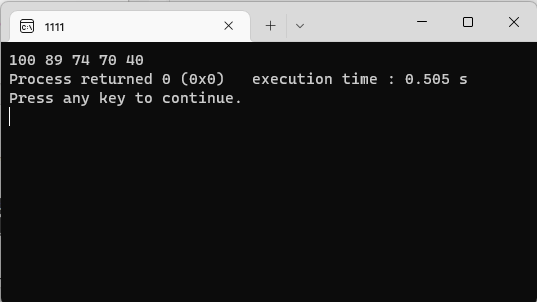 1111
100 89 74 70 40
Process returned 0 (0x0)   execution time : 0.505 s
Press any key to continue.